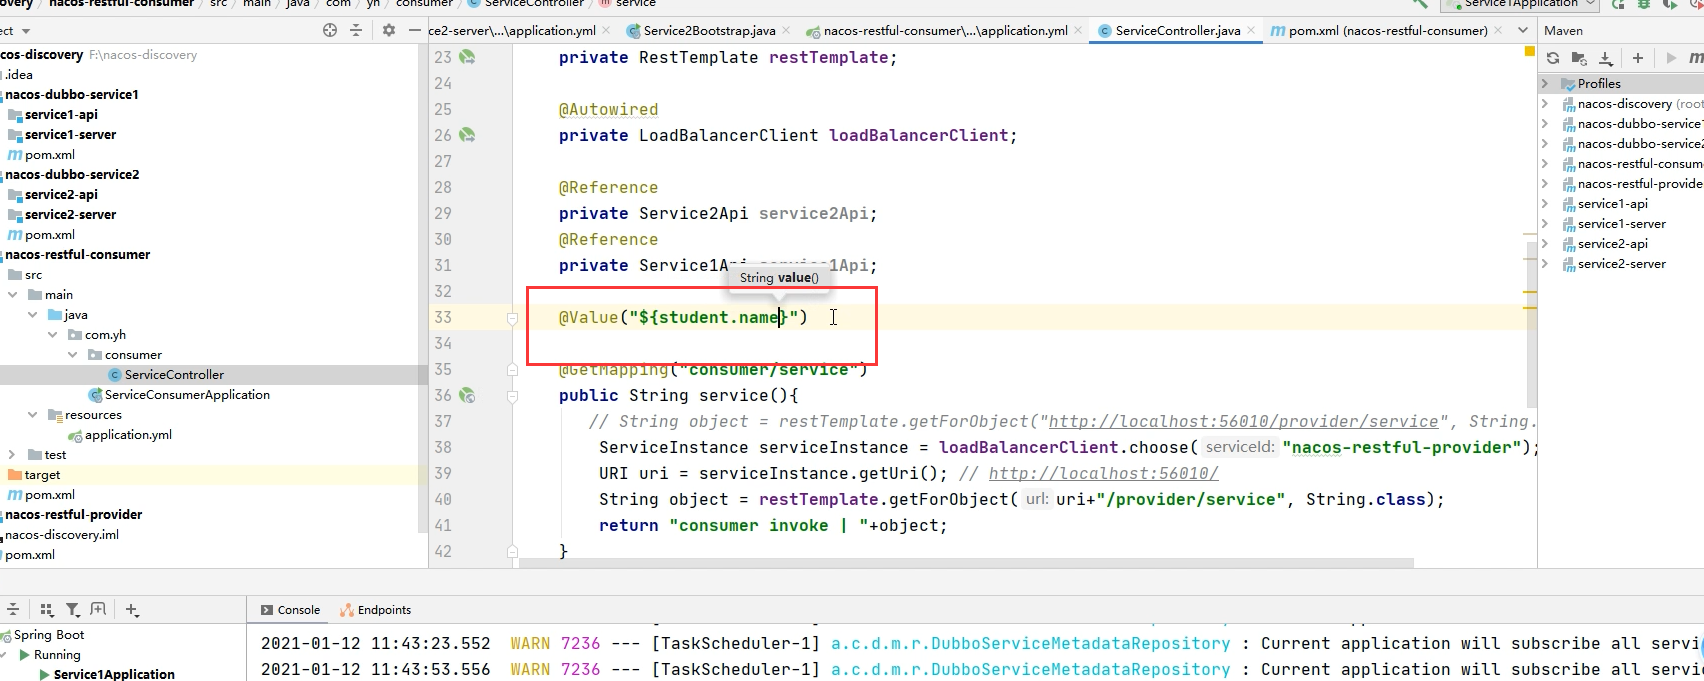 overy nacos-restful-consumer src main java com yh consumer ServiceController service
Service1Application
ect
ce2-server\...\application.yml Service2Bootstrap.java nacos-restful-consumer\...\application.yml ServiceController.java pom.xml (nacos-restful-consumer)
Maven
cos-discovery F:\nacos-discovery
.idea
nacos-dubbo-service1
service1-api
service1-server
pom.xml
nacos-dubbo-service2
service2-api
service2-server
pom.xml
nacos-restful-consumer
src
main
java
com.yh
consumer
ServiceController
ServiceConsumerApplication
resources
application.yml
test
target
pom.xml
nacos-restful-provider
nacos-discovery.iml
pom.xml
23 private RestTemplate restTemplate;
24
25 @Autowired
26 private LoadBalancerClient loadBalancerClient;
27
28 @Reference
29 private Service2Api service2Api;
30 @Reference
31 private Service1Api service1Api;
String value()
32
33 @Value("${student.name}")
34
35 @GetMapping("consumer/service")
36 public String service(){
37 // String object = restTemplate.getForObject("http://localhost:56010/provider/service", String.
38 ServiceInstance serviceInstance = loadBalancerClient.choose( serviceId: "nacos-restful-provider");
39 URI uri = serviceInstance.getUri(); // http://localhost:56010/
40 String object = restTemplate.getForObject( url: uri+"/provider/service", String.class);
41 return "consumer invoke | "+object;
42 }
Profiles
nacos-discovery (root
nacos-dubbo-service1
nacos-dubbo-service2
nacos-restful-consum
nacos-restful-provide
service1-api
service1-server
service2-api
service2-server
Console Endpoints
Spring Boot
Running
Service1Application
2021-01-12 11:43:23.552 WARN 7236 --- [TaskScheduler-1] a.c.d.m.r.DubboServiceMetadataRepository : Current application will subscribe all servi
2021-01-12 11:43:53.556 WARN 7236 --- [TaskScheduler-1] a.c.d.m.r.DubboServiceMetadataRepository : Current application will subscribe all servi